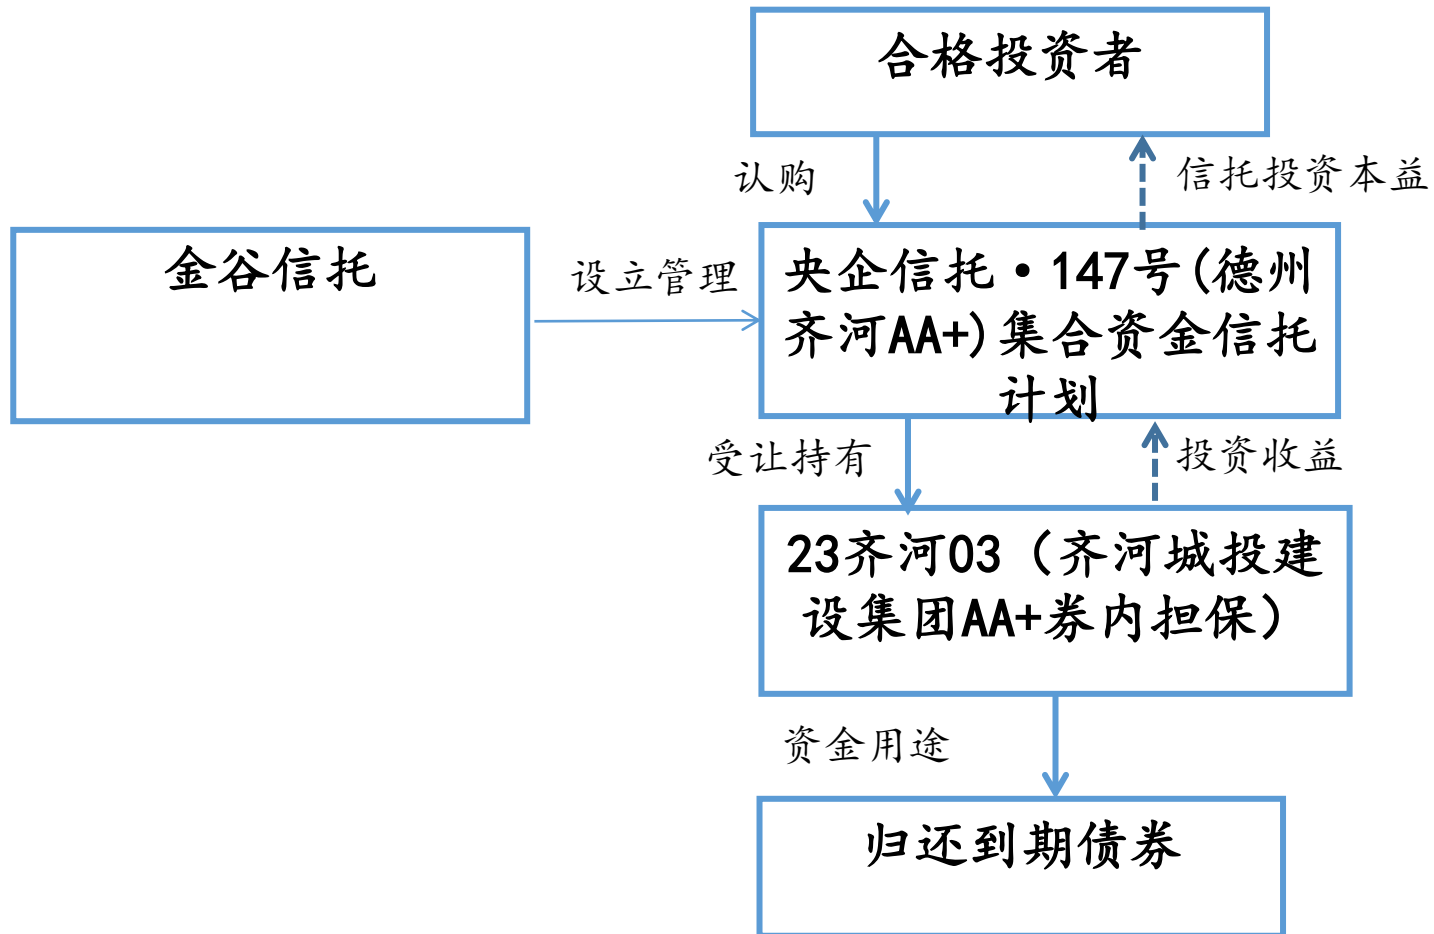 合格投资者
认购
信托投资本益
金谷信托
设立管理
央企信托•147号(德州
齐河AA+)集合资金信托
计划
受让持有
投资收益
23齐河03（齐河城投建
设集团AA+券内担保）
资金用途
归还到期债券